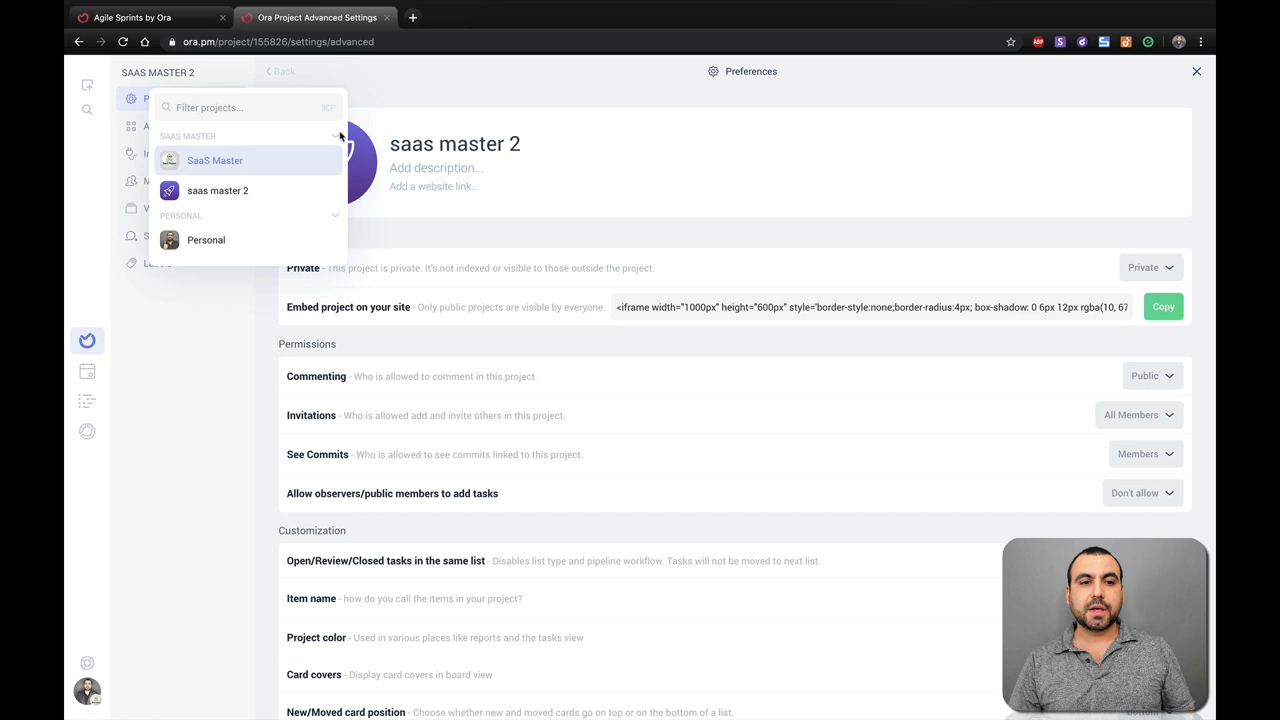 Agile Sprints by Ora
Ora Project Advanced Settings
ora.pm/project/155826/settings/advanced
SAAS MASTER 2
Back
Preferences
Filter projects... ⌘P
SAAS MASTER
SaaS Master
saas master 2
PERSONAL
Personal
saas master 2
Add description...
Add a website link...
Private - This project is private. It's not indexed or visible to those outside the project.
Private
Embed project on your site - Only public projects are visible by everyone.
<iframe width="1000px" height="600px" style='border-style:none;border-radius:4px; box-shadow: 0 6px 12px rgba(10, 67
Copy
Permissions
Commenting - Who is allowed to comment in this project.
Public
Invitations - Who is allowed add and invite others in this project.
All Members
See Commits - Who is allowed to see commits linked to this project.
Members
Allow observers/public members to add tasks
Don't allow
Customization
Open/Review/Closed tasks in the same list - Disables list type and pipeline workflow. Tasks will not be moved to next list.
Item name - how do you call the items in your project?
Project color - Used in various places like reports and the tasks view
Card covers - Display card covers in board view
New/Moved card position - Choose whether new and moved cards go on top or on the bottom of a list.